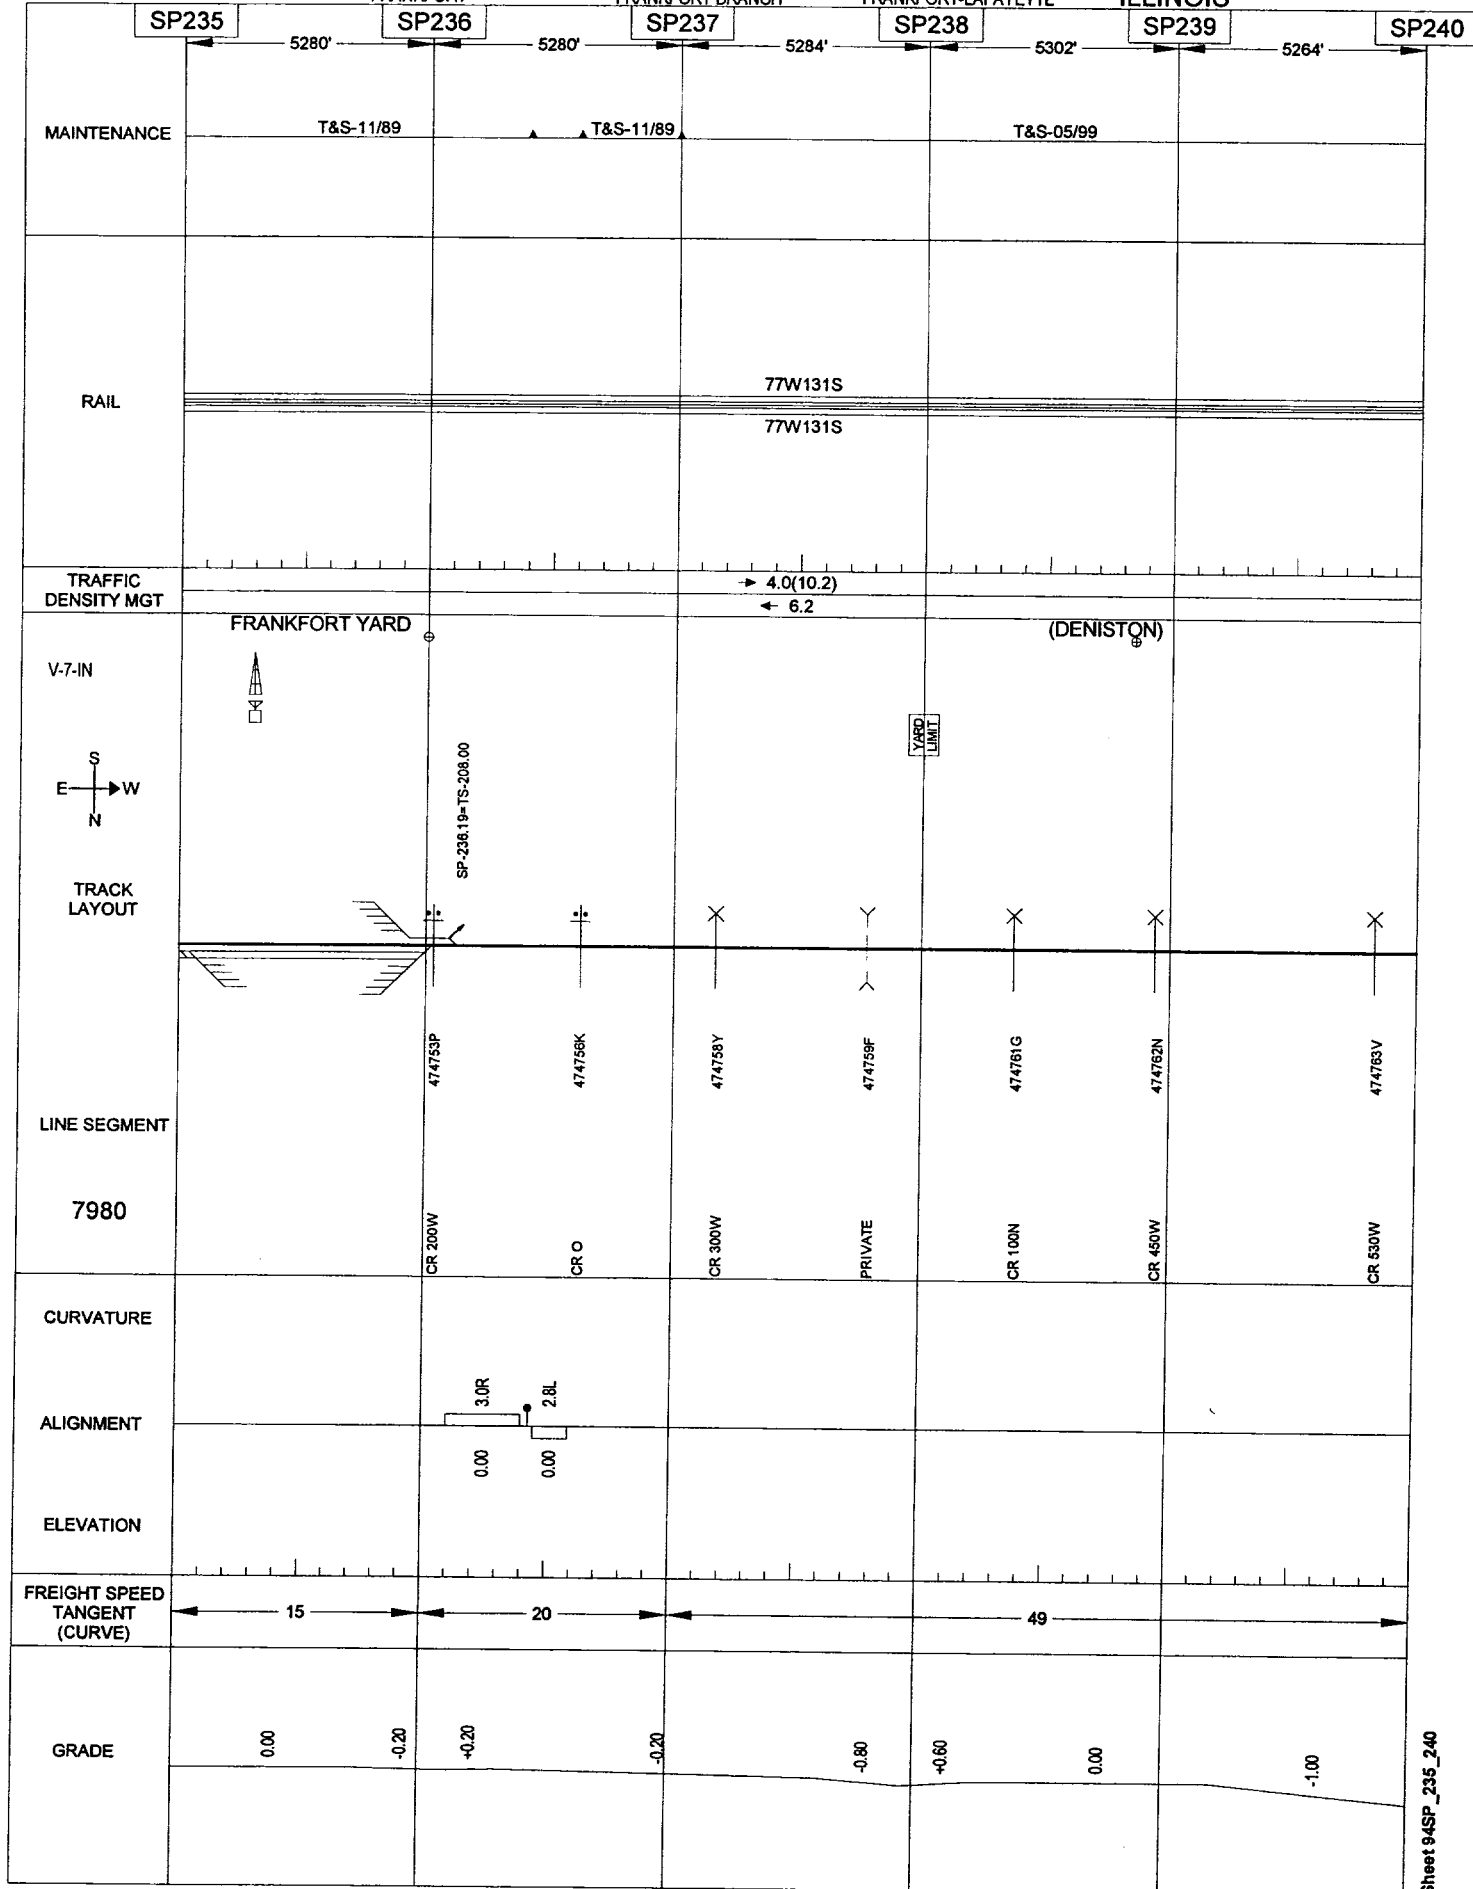 ILLINOIS
SP235 SP236 SP237 SP238 SP239 SP240
5280' 5280' 5284' 5302' 5264'
MAINTENANCE T&S-11/89 T&S-11/89 T&S-05/99
RAIL
77W131S
77W131S
TRAFFIC
DENSITY MGT
4.0(10.2)
6.2
FRANKFORT YARD (DENISTON)
V-7-IN
YARD
LIMIT
S
E W
N
SP-236.19=TS-208.00
TRACK
LAYOUT
474753P 474756K 474758Y 474759F 474761G 474762N 474763V
LINE SEGMENT
7980
CR 200W CR O CR 300W PRIVATE CR 100N CR 450W CR 530W
CURVATURE
3.0R 2.8L
ALIGNMENT
0.00 0.00
ELEVATION
FREIGHT SPEED
TANGENT
(CURVE)
15 20 49
GRADE 0.00 -0.20 +0.20 -0.20 -0.80 +0.60 0.00 -1.00
Sheet 94SP_235_240